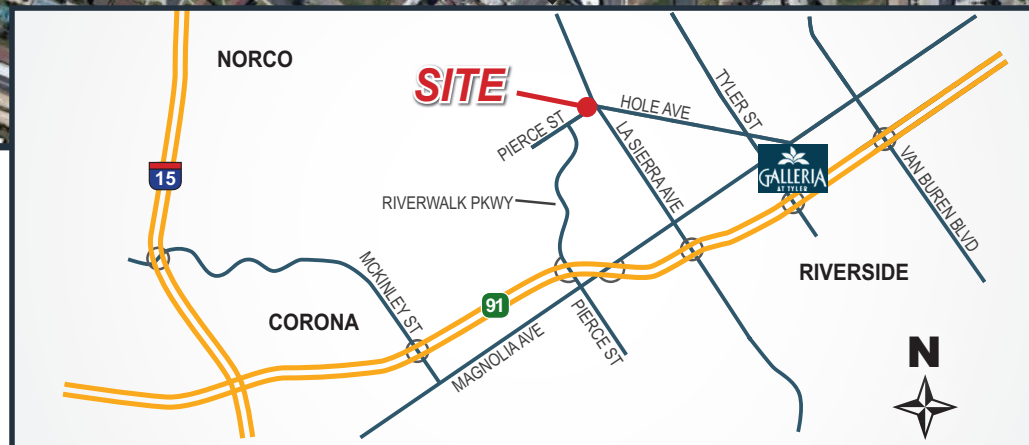 NORCO
SITE
PIERCE ST
HOLE AVE
TYLER ST
LA SIERRA AVE
GALLERIA
AT TYLER
VAN BUREN BLVD
15
RIVERWALK PKWY
MCKINLEY ST
RIVERSIDE
CORONA
91
MAGNOLIA AVE
PIERCE ST
N